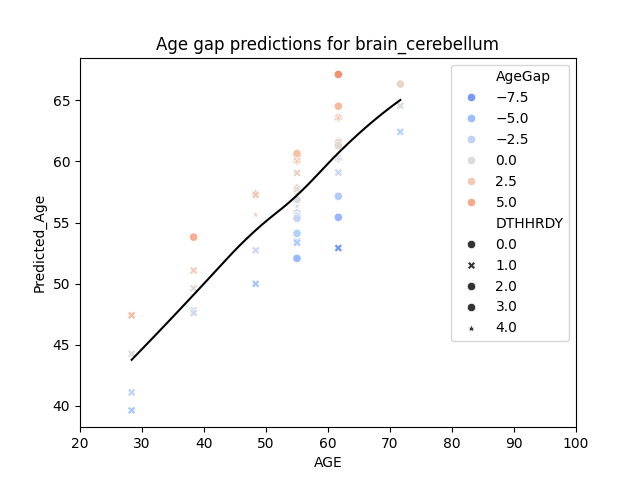 Age gap predictions for brain_cerebellum
Predicted_Age
65
60
55
50
45
40
20 30 40 50 60 70 80 90 100
AGE
AgeGap
−7.5
−5.0
−2.5
0.0
2.5
5.0
DTHHRDY
0.0
1.0
2.0
3.0
4.0